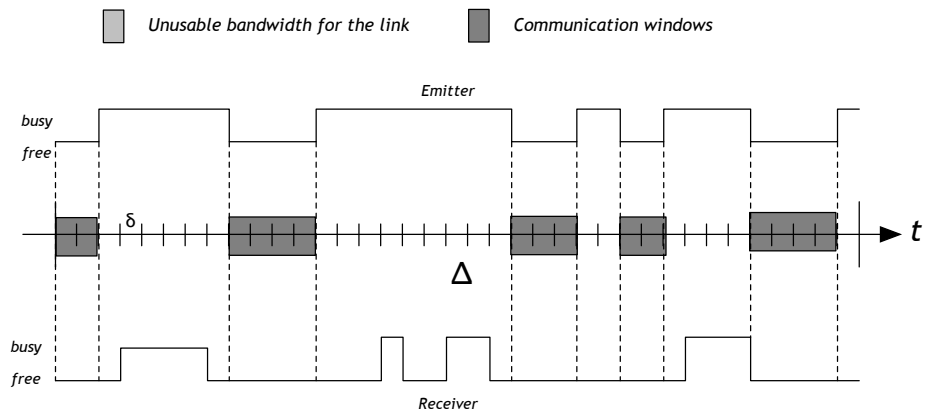 Unusable bandwidth for the link
Communication windows
Emitter
busy
free
δ
t
Δ
busy
free
Receiver